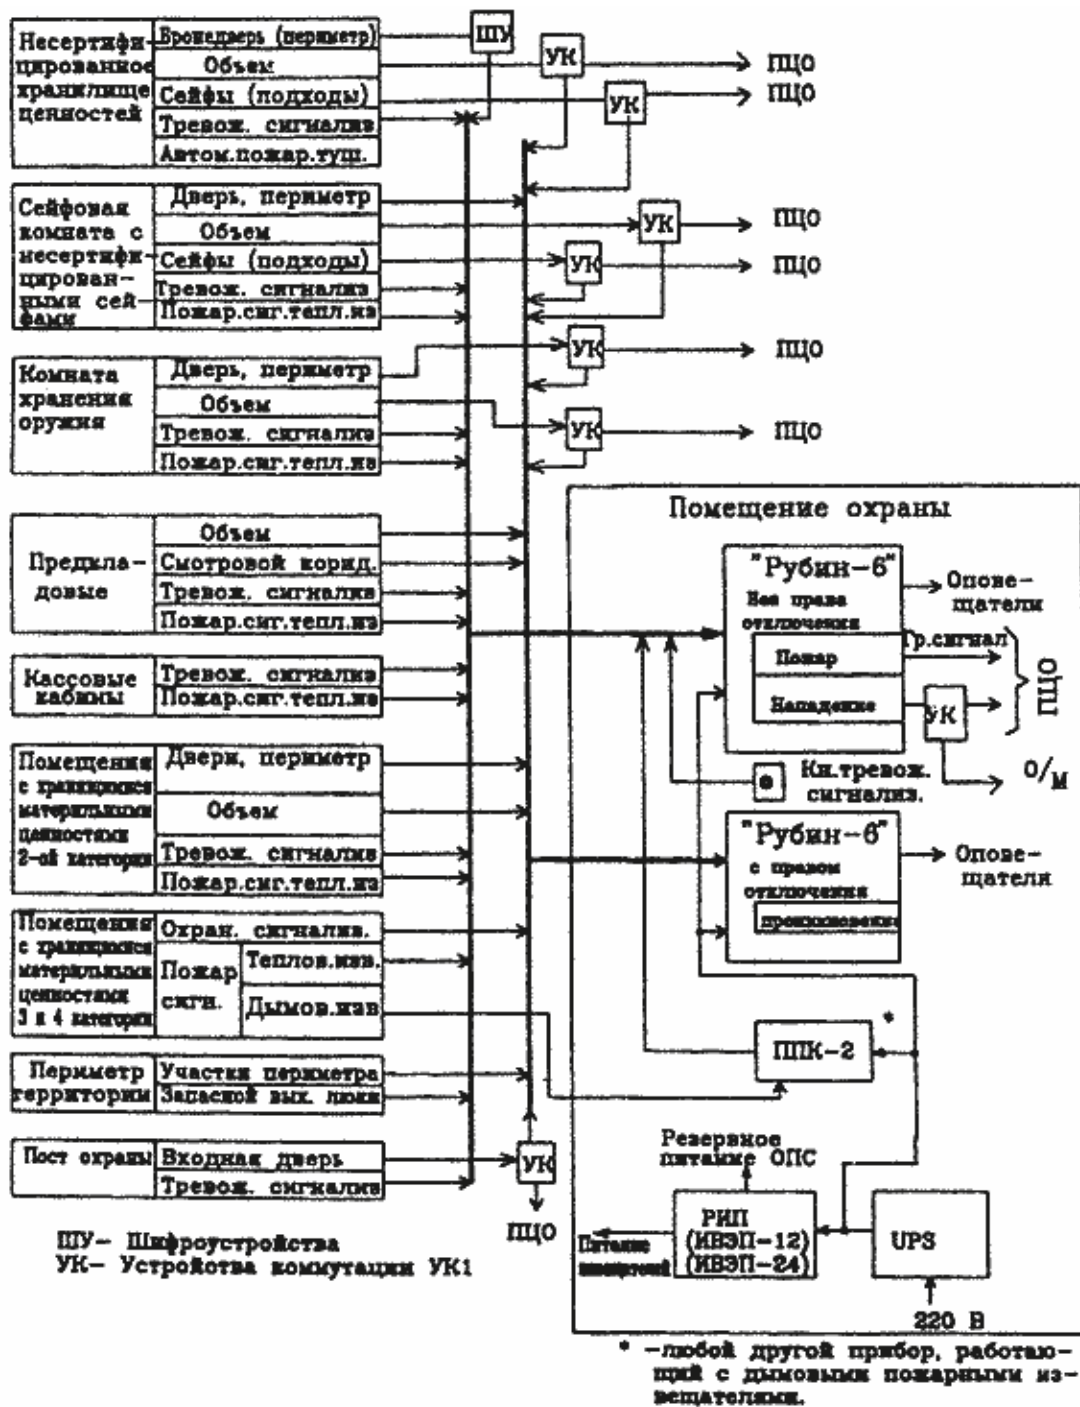 Несертифи-
цированное
хранилище
ценностей
Бронедверь (периметр)
Объем
Сейфы (подходы)
Тревож. сигнализ
Автом.пожар.туш.
ШУ
УК
ПЦО
УК
ПЦО
Сейфовая
комната с
несертифи-
цирован-
ными сей-
фами
Дверь, периметр
Объем
Сейфы (подходы)
Тревож. сигнализ
Пожар.сиг.тепл.из
УК
ПЦО
УК
ПЦО
Комната
хранения
оружия
Дверь, периметр
Объем
Тревож. сигнализ
Пожар.сиг.тепл.из
УК
ПЦО
УК
ПЦО
Предкла-
довые
Объем
Смотровой корид.
Тревож. сигнализ
Пожар.сиг.тепл.из
Кассовые
кабины
Тревож. сигнализ
Пожар.сиг.тепл.из
Помещения
с хранящимися
материльными
ценностями
2-ой категории
Двери, периметр
Объем
Тревож. сигнализ
Пожар.сиг.тепл.из
Помещения
с хранящимися
материльными
ценностями
3 и 4 категории
Охран. сигнализ.
Пожар
сигн.
Теплов.изв.
Дымов.изв
Периметр
территории
Участки периметра
Запасной вых. люки
Пост охраны
Входная дверь
Тревож. сигнализ
УК
ПЦО
Помещение охраны
"Рубин-6"
Без права
отключения
Пожар
Нападение
Опове-
щатели
Тр.сигнал
УК
ПЦО
О/М
Кн.тревож.
сигнализ.
"Рубин-6"
с правом
отключения
проникновение
Опове-
щатели
ППК-2
*
Резервное
питание ОПС
РИП
(ИВЭП-12)
(ИВЭП-24)
Питание
UPS
220 В
ШУ- Шифроустройства
УК- Устройства коммутации УК1
* -любой другой прибор, работаю-
щий с дымовыми пожарными из-
вещателями.